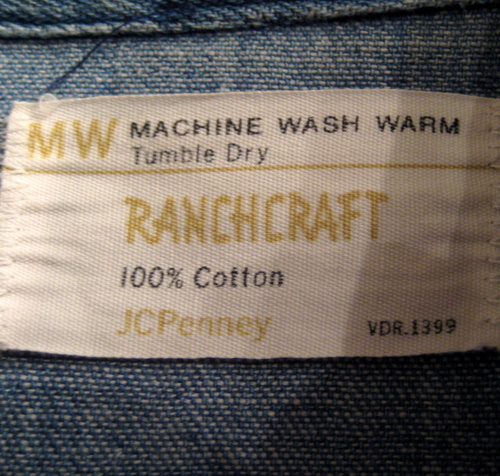 MW MACHINE WASH WARM
Tumble Dry
RANCHCRAFT
100% Cotton
JCPenney VDR.1399